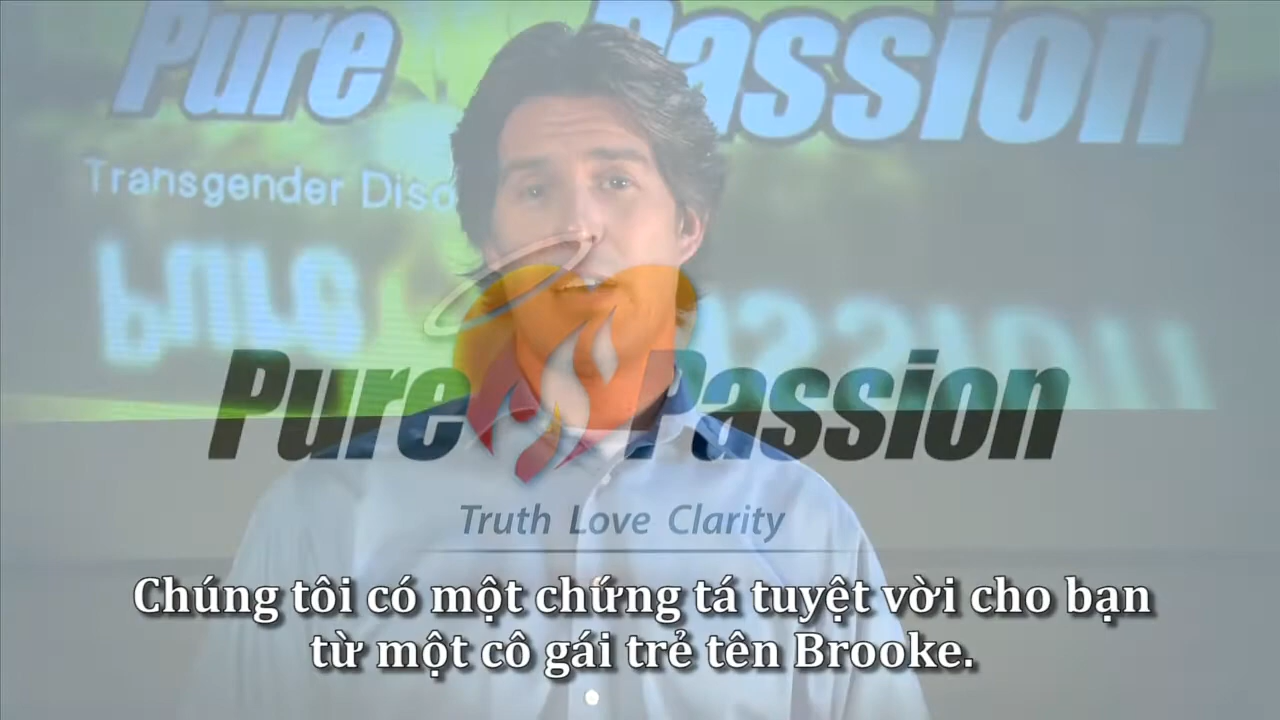 Pure Passion
Transgender Diso
Pure Passion
Truth Love Clarity
Chúng tôi có một chứng tá tuyệt vời cho bạn
từ một cô gái trẻ tên Brooke.